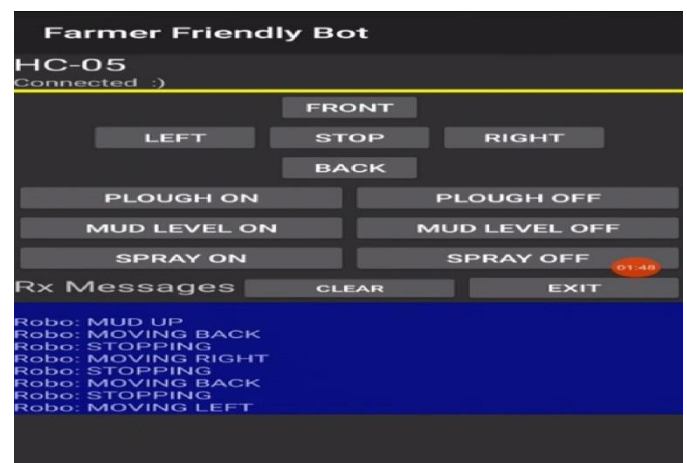 Farmer Friendly Bot
HC-05
Connected :)
FRONT
LEFT STOP RIGHT
BACK
PLOUGH ON PLOUGH OFF
MUD LEVEL ON MUD LEVEL OFF
SPRAY ON SPRAY OFF
01:48
Rx Messages CLEAR EXIT
Robo: MUD UP
Robo: MOVING BACK
Robo: STOPPING
Robo: MOVING RIGHT
Robo: STOPPING
Robo: MOVING BACK
Robo: STOPPING
Robo: MOVING LEFT